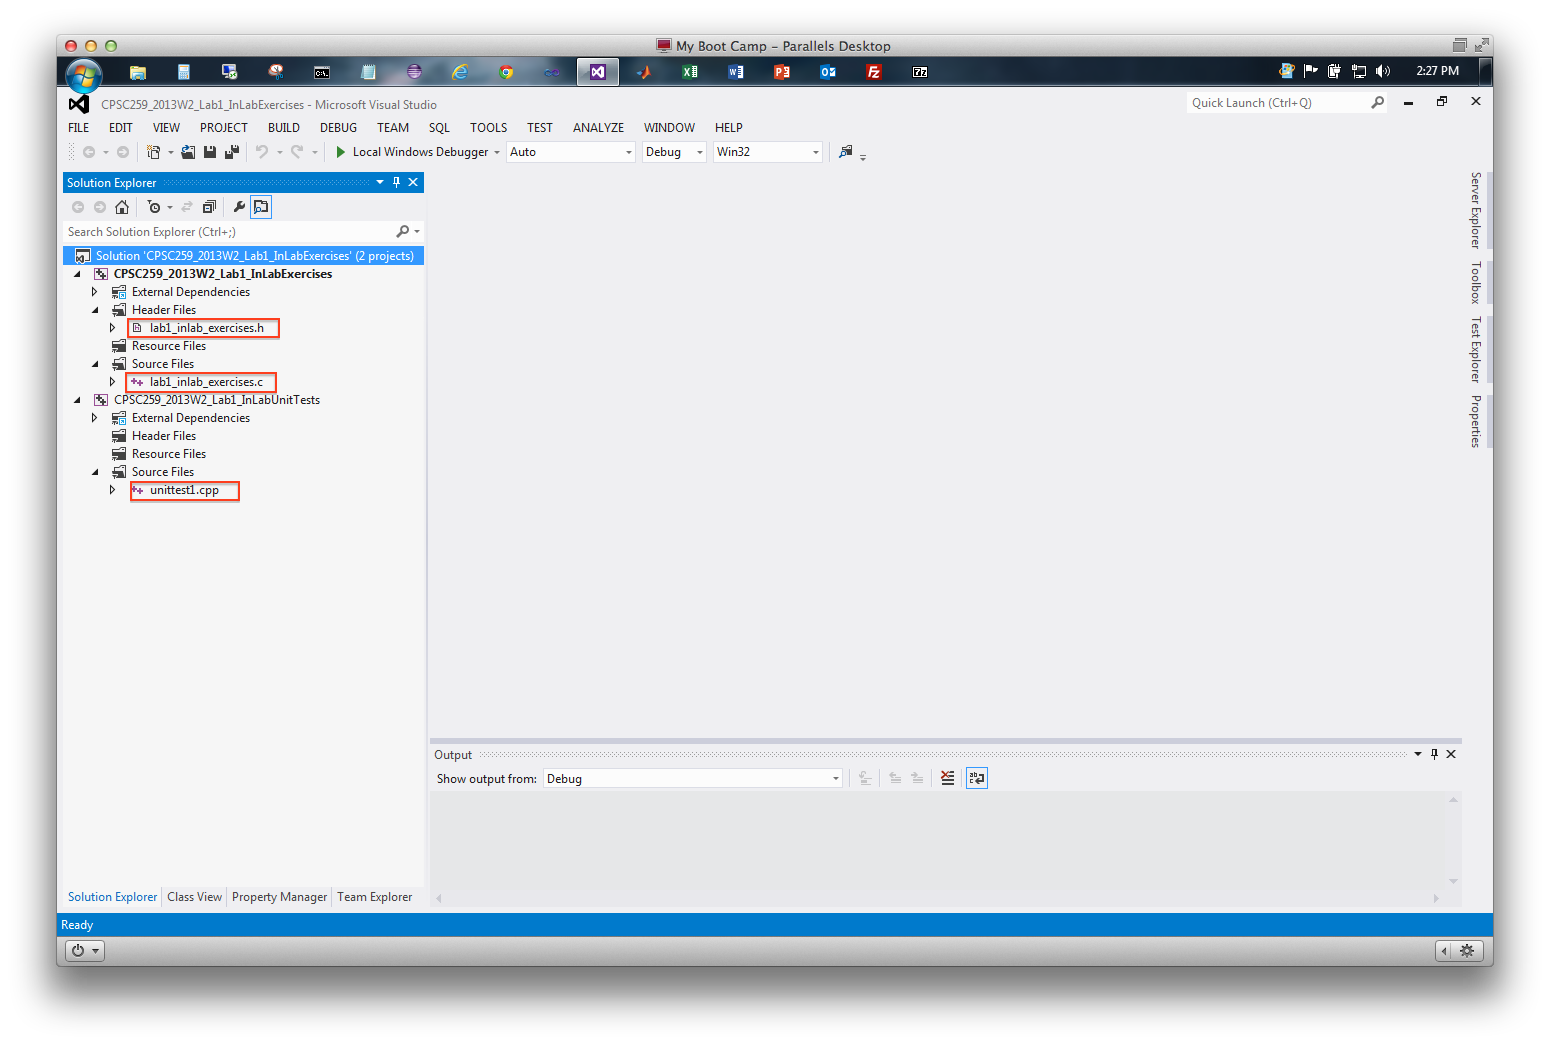 My Boot Camp - Parallels Desktop
2:27 PM
CPSC259_2013W2_Lab1_InLabExercises - Microsoft Visual Studio
Quick Launch (Ctrl+Q)
FILE EDIT VIEW PROJECT BUILD DEBUG TEAM SQL TOOLS TEST ANALYZE WINDOW HELP
Local Windows Debugger Auto Debug Win32
Solution Explorer
Search Solution Explorer (Ctrl+;)
Solution 'CPSC259_2013W2_Lab1_InLabExercises' (2 projects)
CPSC259_2013W2_Lab1_InLabExercises
External Dependencies
Header Files
lab1_inlab_exercises.h
Resource Files
Source Files
lab1_inlab_exercises.c
CPSC259_2013W2_Lab1_InLabUnitTests
External Dependencies
Header Files
Resource Files
Source Files
unittest1.cpp
Server Explorer
Toolbox
Test Explorer
Properties
Output
Show output from: Debug
Solution Explorer Class View Property Manager Team Explorer
Ready